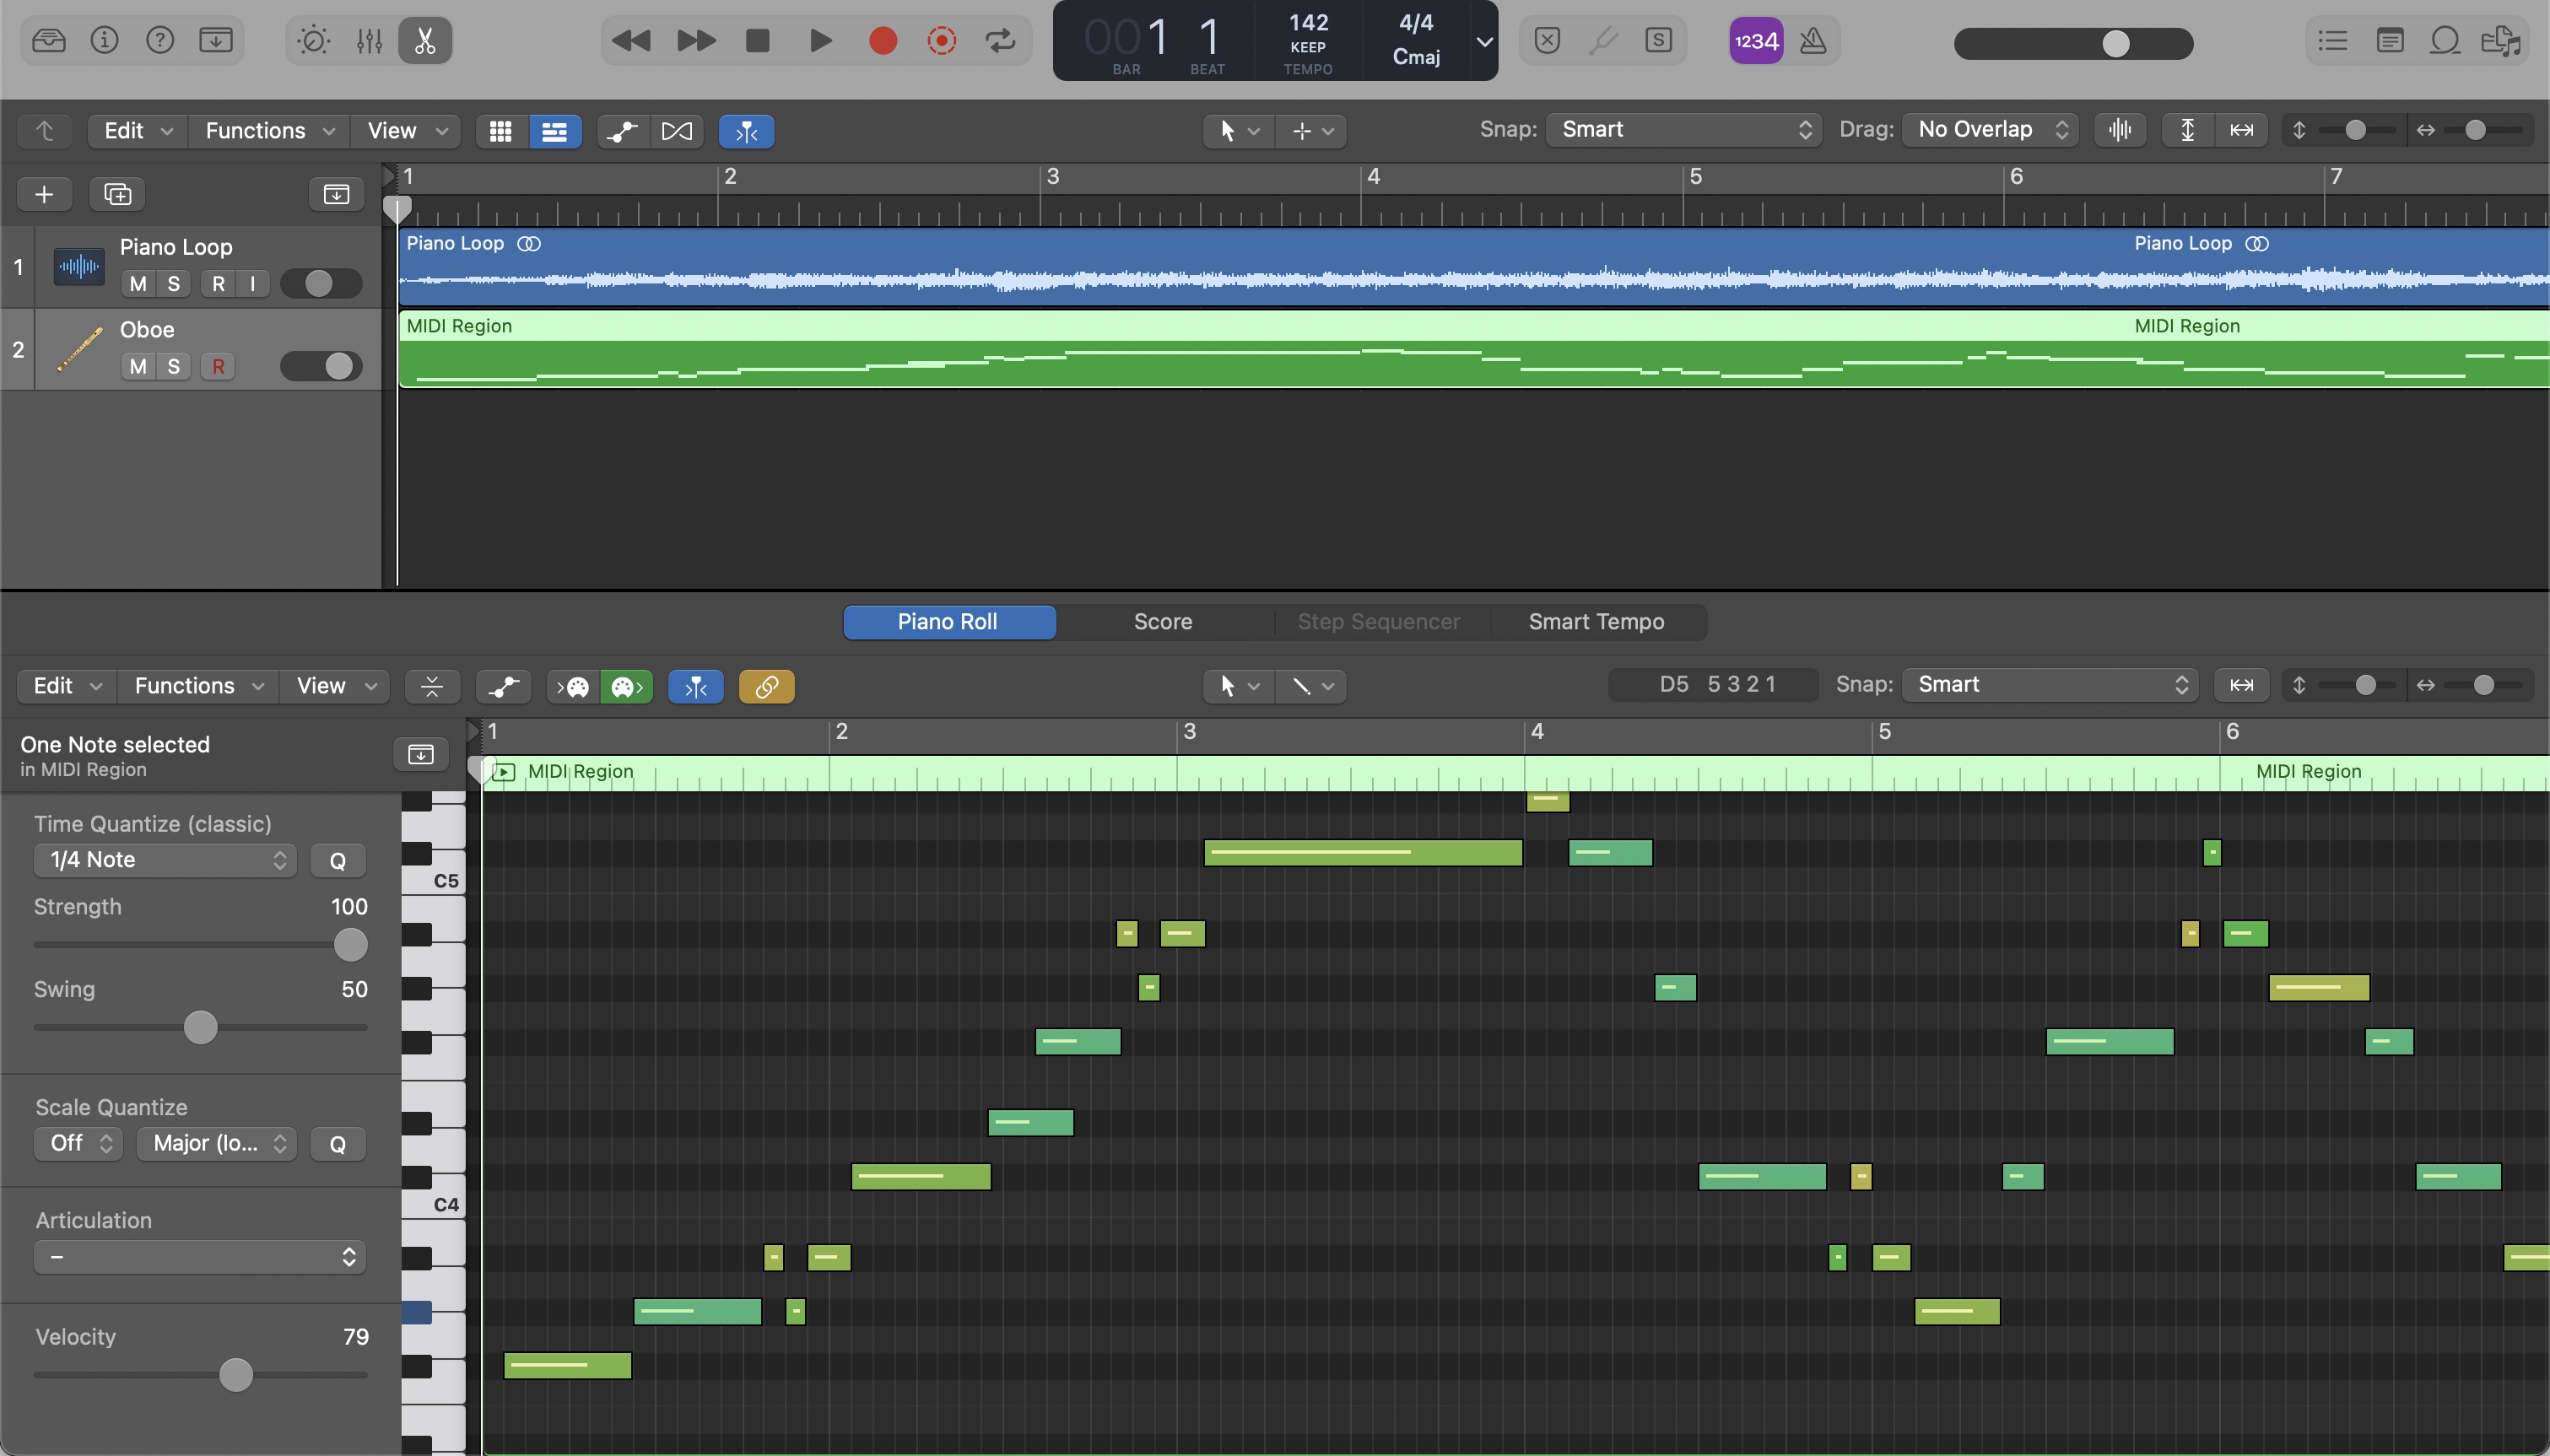 001 1
142
KEEP
4/4
Cmaj
BAR BEAT TEMPO
1234
S
Edit Functions View Snap: Smart Drag: No Overlap
1 2 3 4 5 6 7
1 Piano Loop
M S R I
Piano Loop Piano Loop
2 Oboe
M S R
MIDI Region MIDI Region
Piano Roll Score Step Sequencer Smart Tempo
Edit Functions View D5 5 3 2 1 Snap: Smart
One Note selected
in MIDI Region
1 2 3 4 5 6
MIDI Region MIDI Region
Time Quantize (classic)
1/4 Note Q
Strength 100
Swing 50
Scale Quantize
Off Major (lo... Q
Articulation
–
Velocity 79
C5
C4